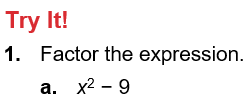 Try It!
1. Factor the expression.
a. x² − 9